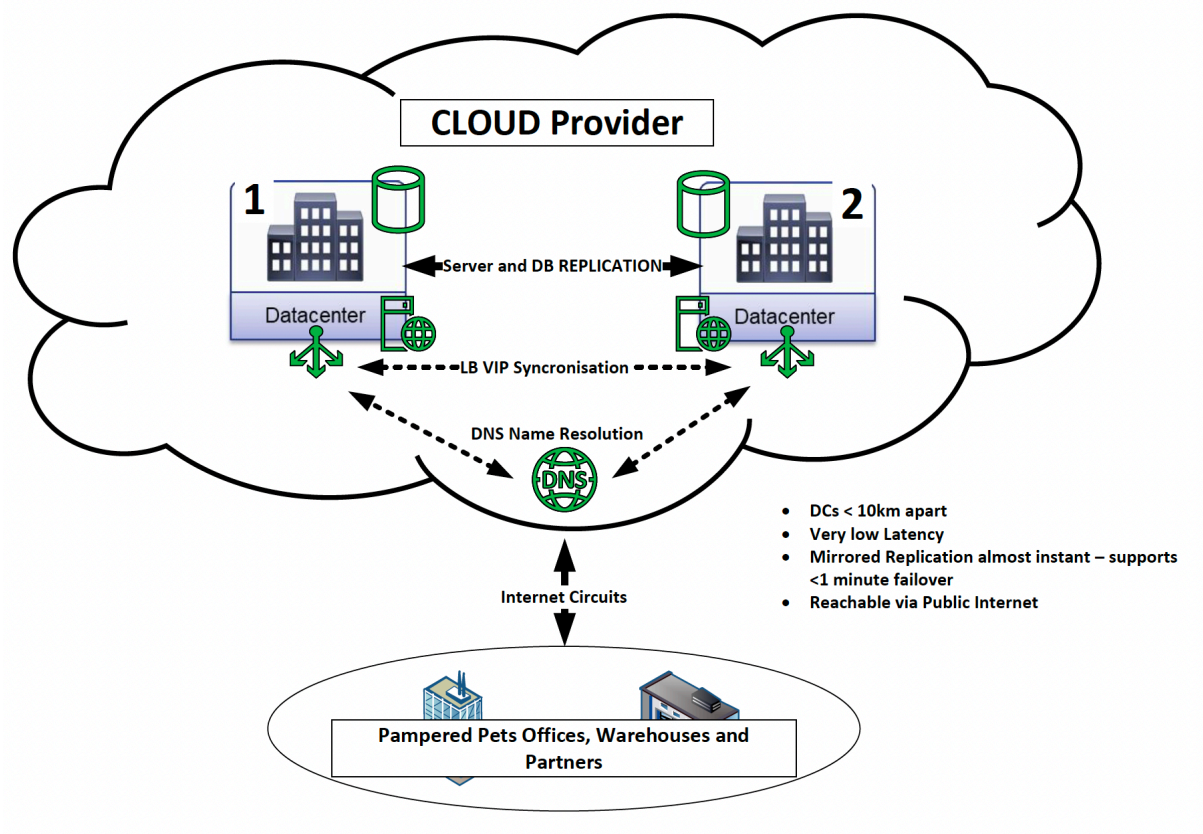 CLOUD Provider
1
2
Server and DB REPLICATION
Datacenter
Datacenter
LB VIP Syncronisation
DNS Name Resolution
DNS
• DCs < 10km apart
• Very low Latency
• Mirrored Replication almost instant – supports
<1 minute failover
• Reachable via Public Internet
Internet Circuits
Pampered Pets Offices, Warehouses and
Partners